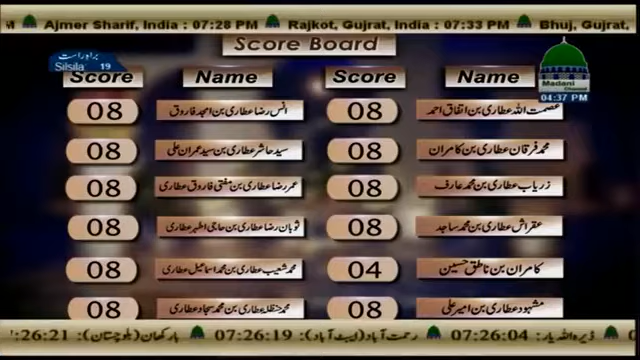 M Ajmer Sharif, India : 07:28 PM Rajkot, Gujrat, India : 07:33 PM Bhuj, Gujrat,
براہ راست
Silsila 19
Score Board
Madani
Channel
04:37 PM
Score Name Score Name
08 انس رضا عطاری بن امجد فاروق 08 عصمت اللہ عطاری بن اتفاق احمد
08 سید حاشر عطاری بن سید عمران علی 08 محمد فرقان عطاری بن کامران
08 عمر رضا عطاری بن مفتی فاروق عطاری 08 زریاب عطاری بن محمد عارف
08 ثوبان رضا عطاری بن حاجی اطہر عطاری 08 عقراش عطاری بن محمد ساجد
08 محمد شعیب عطاری بن محمد اسماعیل عطاری 04 کامران بن ناطق حسین
08 محمد حنظلہ عطاری بن محمد سجاد عطاری 08 مشہود عطاری بن امیر علی
ڈیرہ اللہ یار: 07:26:04 رحمت آباد (ایبٹ آباد): 07:26:19 بارکھان (بلوچستان): 7:26:21